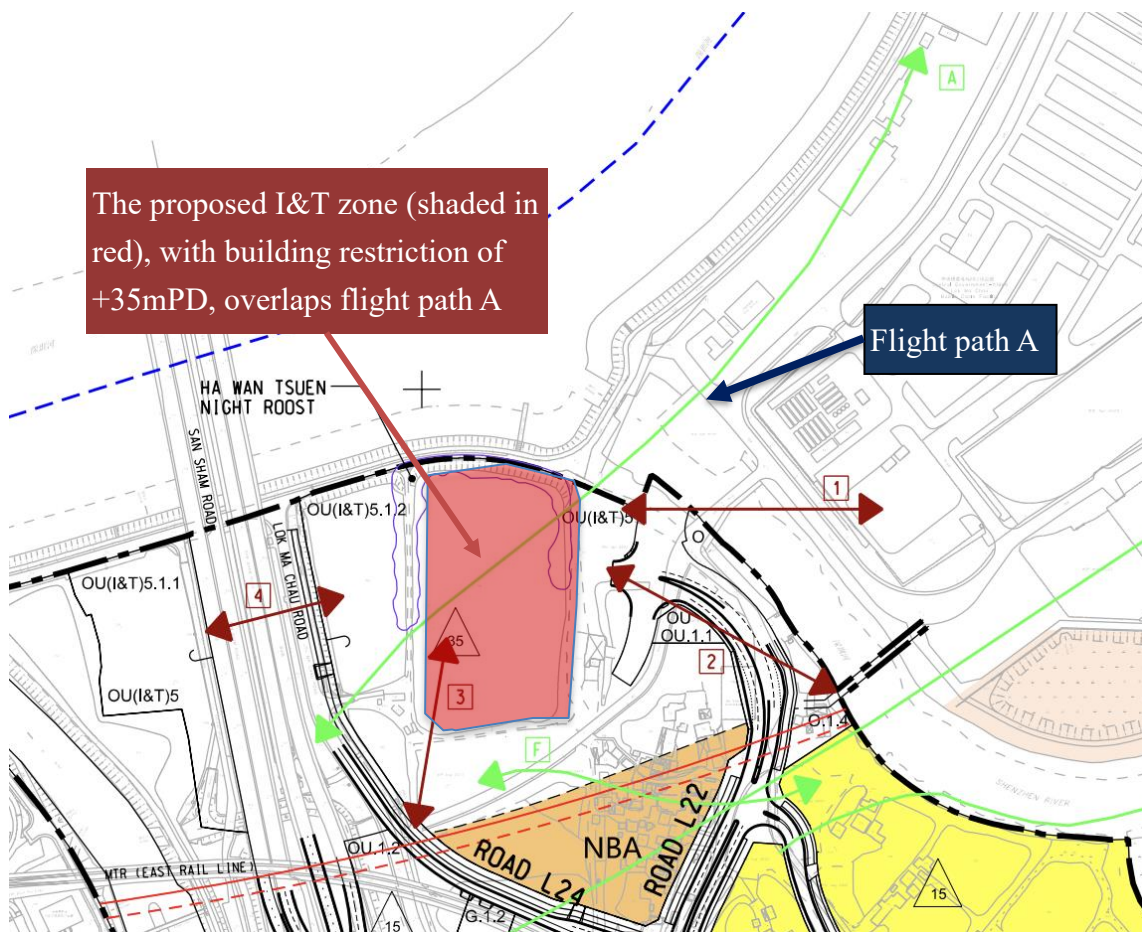 A
The proposed I&T zone (shaded in
red), with building restriction of
+35mPD, overlaps flight path A
Flight path A
HA WAN TSUEN
NIGHT ROOST
SAN SHAM ROAD
LOK MA CHAU ROAD
OU(I&T)5.1.2
OU(I&T)5
1
O
OU(I&T)5.1.1
4
OU
OU.1.1
35
2
3
OU(I&T)5
O.1.4
F
SHENZHEN RIVER
NBA
ROAD L22
ROAD L24
OU.1.2
MTR (EAST RAIL LINE)
G.1.2
15
15